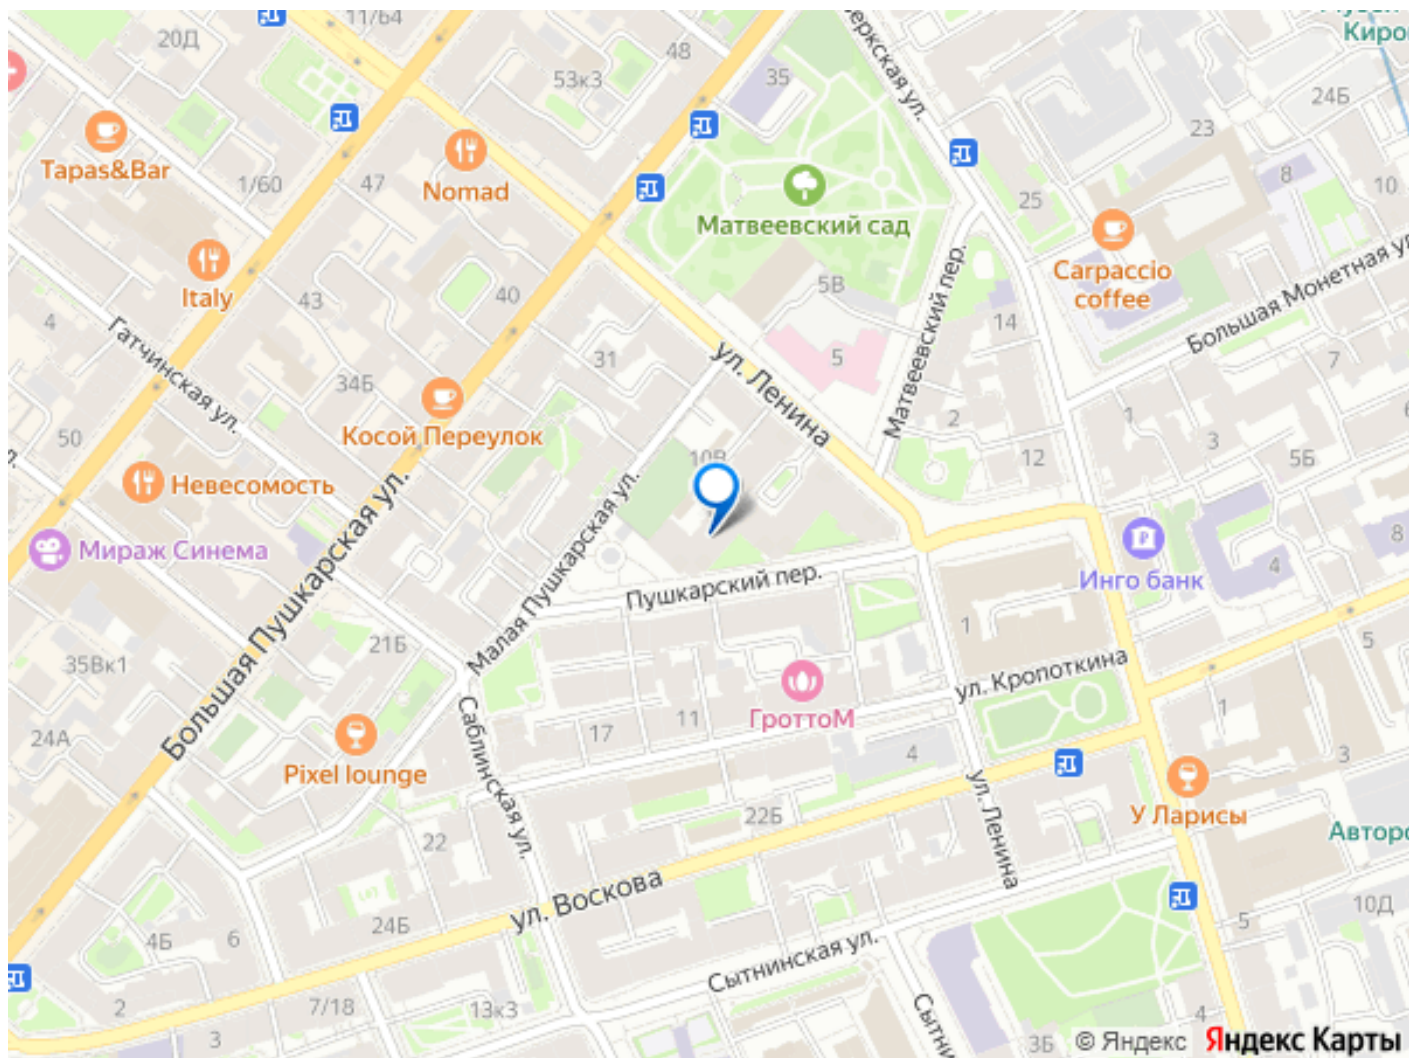 11/64
20Д
48
53к3
35
Киро
24Б
23
Tapas&Bar
1/60
47
Nomad
25
8
10
Матвеевский сад
Italy
43
40
5В
Carpaccio
coffee
Большая Монетная ул
4
Гатчинская ул.
14
Матвеевский пер.
31
5
ул. Ленина
7
34Б
Косой Переулок
50
2
1
3
12
5Б
6
10В
Невесомость
Большая Пушкарская ул.
Малая Пушкарская ул.
Мираж Синема
Инго банк
8
4
Пушкарский пер.
1
5
35Вк1
21Б
ул. Кропоткина
ГроттоМ
Саблинская ул.
17
11
1
24А
Pixel lounge
4
3
ул. Ленина
22Б
У Ларисы
Авторс
22
ул. Воскова
24Б
4Б
6
5
10Д
Сытнинская ул.
2
7/18
13к3
3
Сытни
4
3Б
© Яндекс Яндекс Карты